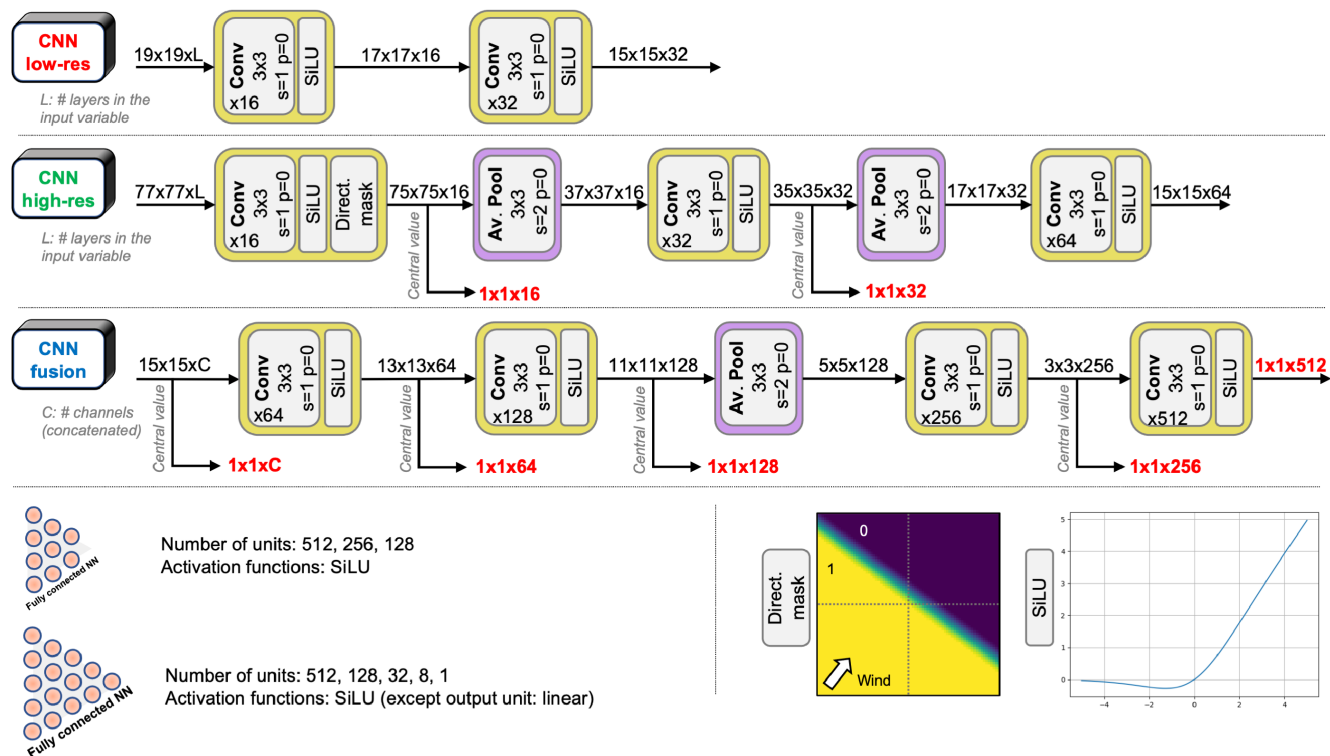 CNN
low-res
19x19xL
Conv
3x3
s=1 p=0
x16
SiLU
17x17x16
Conv
3x3
s=1 p=0
x32
SiLU
15x15x32
L: # layers in the
input variable
CNN
high-res
77x77xL
Conv
3x3
s=1 p=0
x16
SiLU
Direct.
mask
75x75x16
Av. Pool
3x3
s=2 p=0
37x37x16
Conv
3x3
s=1 p=0
x32
SiLU
35x35x32
Av. Pool
3x3
s=2 p=0
17x17x32
Conv
3x3
s=1 p=0
x64
SiLU
15x15x64
L: # layers in the
input variable
Central value
1x1x16
Central value
1x1x32
CNN
fusion
15x15xC
Conv
3x3
s=1 p=0
x64
SiLU
13x13x64
Conv
3x3
s=1 p=0
x128
SiLU
11x11x128
Av. Pool
3x3
s=2 p=0
5x5x128
Conv
3x3
s=1 p=0
x256
SiLU
3x3x256
Conv
3x3
s=1 p=0
x512
SiLU
1x1x512
C: # channels
(concatenated)
Central value
1x1xC
Central value
1x1x64
Central value
1x1x128
Central value
1x1x256
Fully connected NN
Number of units: 512, 256, 128
Activation functions: SiLU
Fully connected NN
Number of units: 512, 128, 32, 8, 1
Activation functions: SiLU (except output unit: linear)
Direct.
mask
0
1
Wind
SiLU
5
4
3
2
1
0
−4
−2
0
2
4